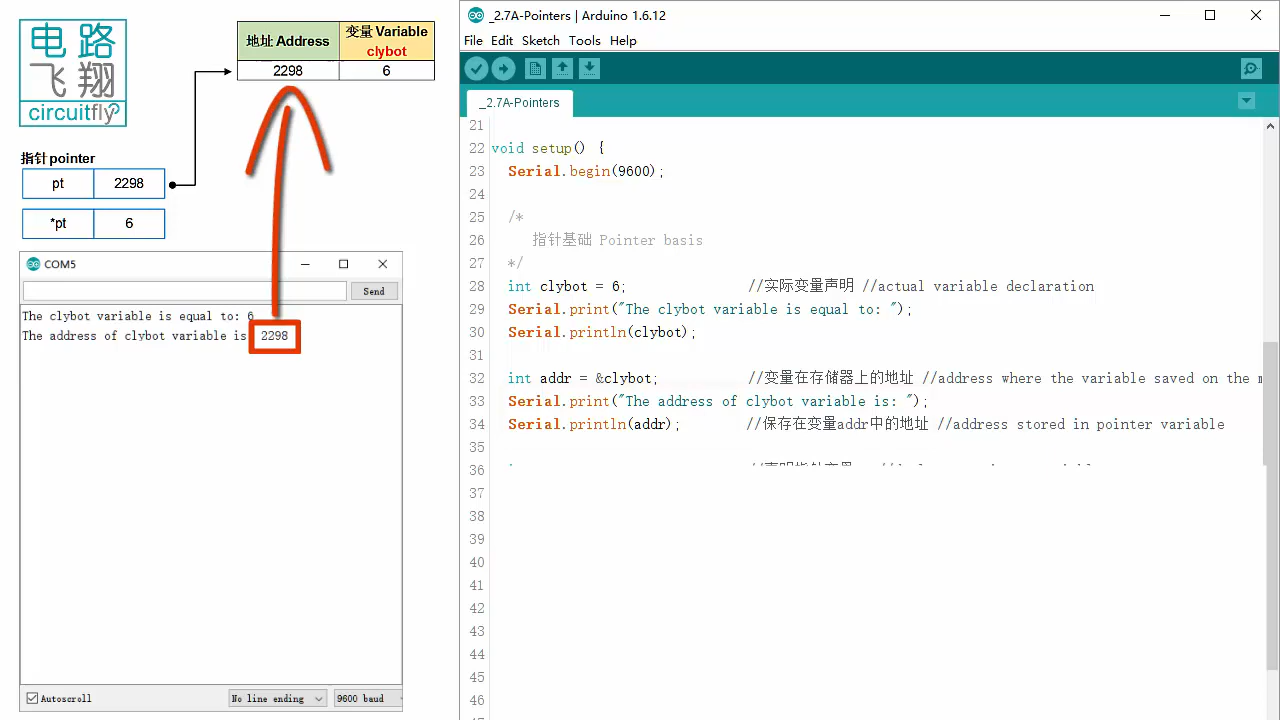 电路
飞翔
circuitfly
地址 Address
变量 Variable
clybot
2298
6
指针 pointer
pt
2298
*pt
6
COM5
Send
The clybot variable is equal to: 6
The address of clybot variable is
2298
Autoscroll
No line ending
9600 baud
_2.7A-Pointers | Arduino 1.6.12
File Edit Sketch Tools Help
_2.7A-Pointers
21
22 void setup() {
23 Serial.begin(9600);
24
25 /*
26 指针基础 Pointer basis
27 */
28 int clybot = 6; //实际变量声明 //actual variable declaration
29 Serial.print("The clybot variable is equal to: ");
30 Serial.println(clybot);
31
32 int addr = &clybot; //变量在存储器上的地址 //address where the variable saved on the m
33 Serial.print("The address of clybot variable is: ");
34 Serial.println(addr); //保存在变量addr中的地址 //address stored in pointer variable
35
36
37
38
39
40
41
42
43
44
45
46